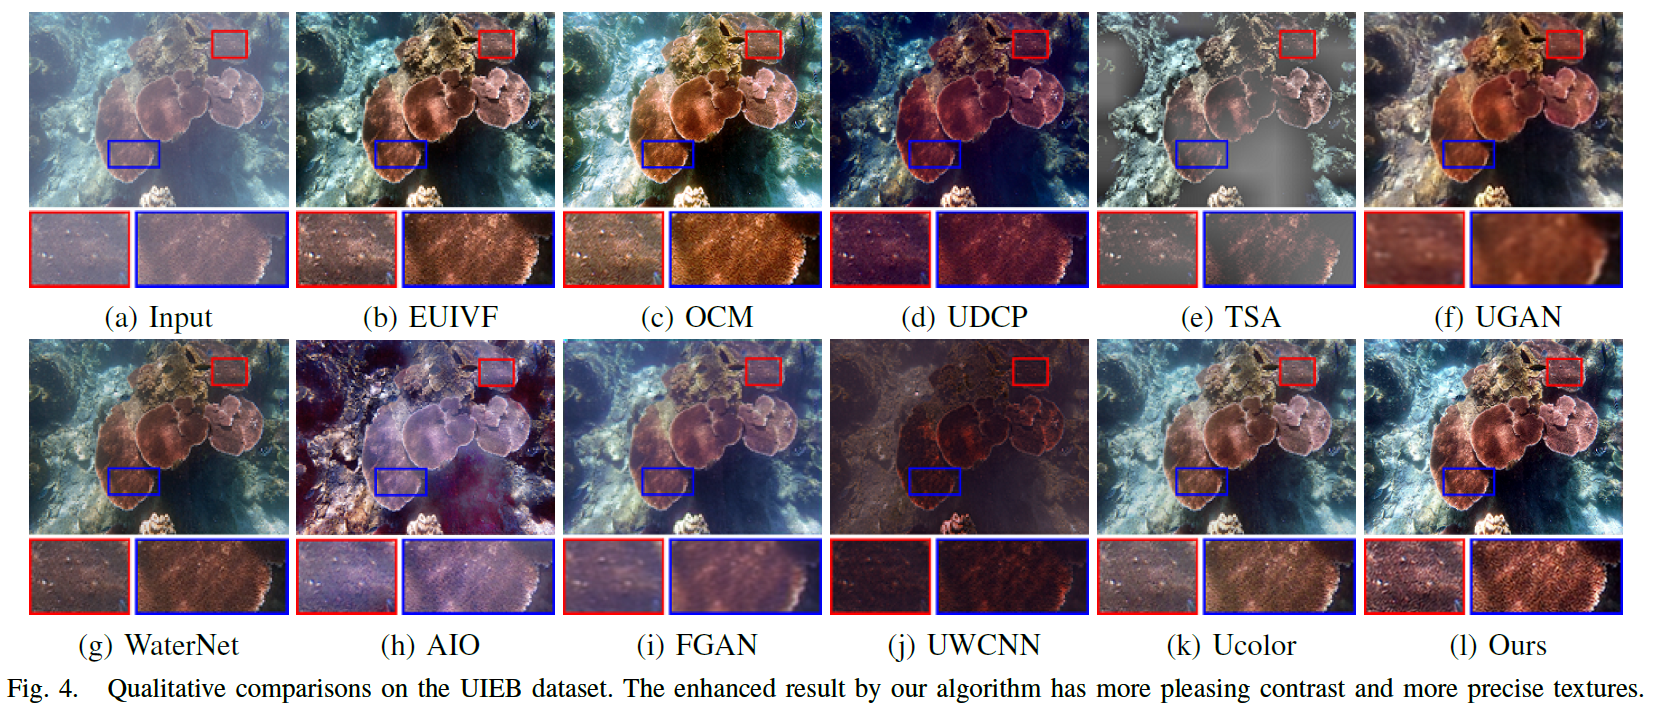 (a) Input (b) EUIVF (c) OCM (d) UDCP (e) TSA (f) UGAN
(g) WaterNet (h) AIO (i) FGAN (j) UWCNN (k) Ucolor (l) Ours
Fig. 4. Qualitative comparisons on the UIEB dataset. The enhanced result by our algorithm has more pleasing contrast and more precise textures.